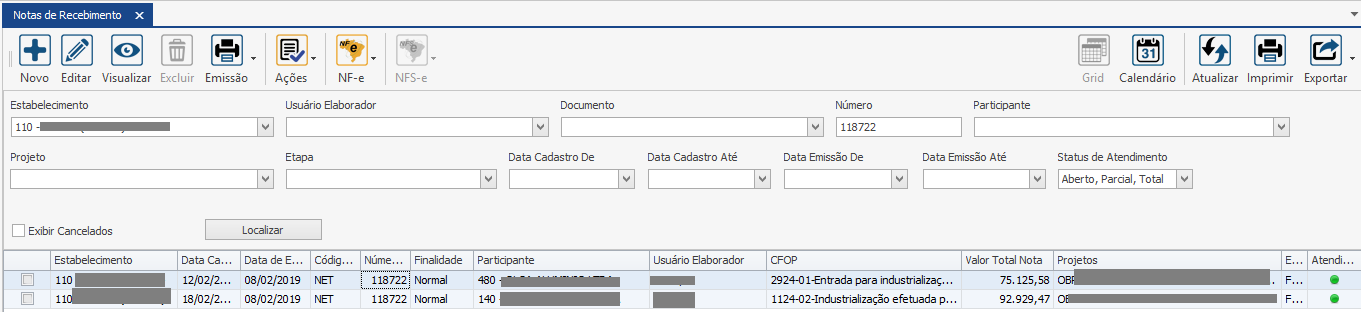 Notas de Recebimento
Novo Editar Visualizar Excluir Emissão Ações NF-e NFS-e Grid Calendário Atualizar Imprimir Exportar
Estabelecimento Usuário Elaborador Documento Número Participante
110 - 118722
Projeto Etapa Data Cadastro De Data Cadastro Até Data Emissão De Data Emissão Até Status de Atendimento
Aberto, Parcial, Total
Exibir Cancelados Localizar
Estabelecimento Data Ca... Data de E... Códig... Núme... Finalidade Participante Usuário Elaborador CFOP Valor Total Nota Projetos E... Atendi...
110 12/02/2... 08/02/2019 NET 118722 Normal 480 - 2924-01-Entrada para industrializaç... 75.125,58 F...
110 18/02/2... 08/02/2019 NET 118722 Normal 140 - 1124-02-Industrialização efetuada p... 92.929,47 F...